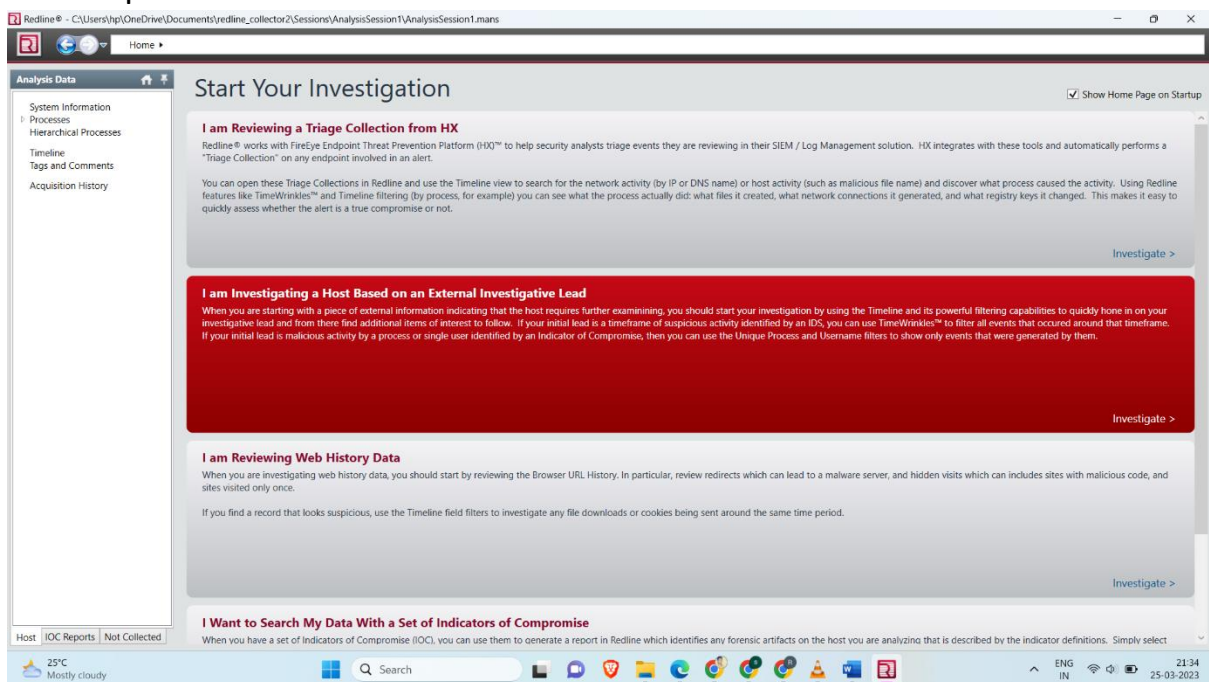 Redline® - C:\Users\hp\OneDrive\Documents\redline_collector2\Sessions\AnalysisSession1\AnalysisSession1.mans
Home
Analysis Data
System Information
Processes
Hierarchical Processes
Timeline
Tags and Comments
Acquisition History
Start Your Investigation
Show Home Page on Startup
I am Reviewing a Triage Collection from HX
Redline® works with FireEye Endpoint Threat Prevention Platform (HX)™ to help security analysts triage events they are reviewing in their SIEM / Log Management solution. HX integrates with these tools and automatically performs a
"Triage Collection" on any endpoint involved in an alert.
You can open these Triage Collections in Redline and use the Timeline view to search for the network activity (by IP or DNS name) or host activity (such as malicious file name) and discover what process caused the activity. Using Redline
features like TimeWrinkles™ and Timeline filtering (by process, for example) you can see what the process actually did: what files it created, what network connections it generated, and what registry keys it changed. This makes it easy to
quickly assess whether the alert is a true compromise or not.
Investigate >
I am Investigating a Host Based on an External Investigative Lead
When you are starting with a piece of external information indicating that the host requires further examinining, you should start your investigation by using the Timeline and its powerful filtering capabilities to quickly hone in on your
investigative lead and from there find additional items of interest to follow. If your initial lead is a timeframe of suspicious activity identified by an IDS, you can use TimeWrinkles™ to filter all events that occured around that timeframe.
If your initial lead is malicious activity by a process or single user identified by an Indicator of Compromise, then you can use the Unique Process and Username filters to show only events that were generated by them.
Investigate >
I am Reviewing Web History Data
When you are investigating web history data, you should start by reviewing the Browser URL History. In particular, review redirects which can lead to a malware server, and hidden visits which can includes sites with malicious code, and
sites visited only once.
If you find a record that looks suspicious, use the Timeline field filters to investigate any file downloads or cookies being sent around the same time period.
Investigate >
I Want to Search My Data With a Set of Indicators of Compromise
When you have a set of Indicators of Compromise (IOC), you can use them to generate a report in Redline which identifies any forensic artifacts on the host you are analyzing that is described by the indicator definitions. Simply select
Host IOC Reports Not Collected
25°C
Mostly cloudy
Search
ENG
IN
21:34
25-03-2023